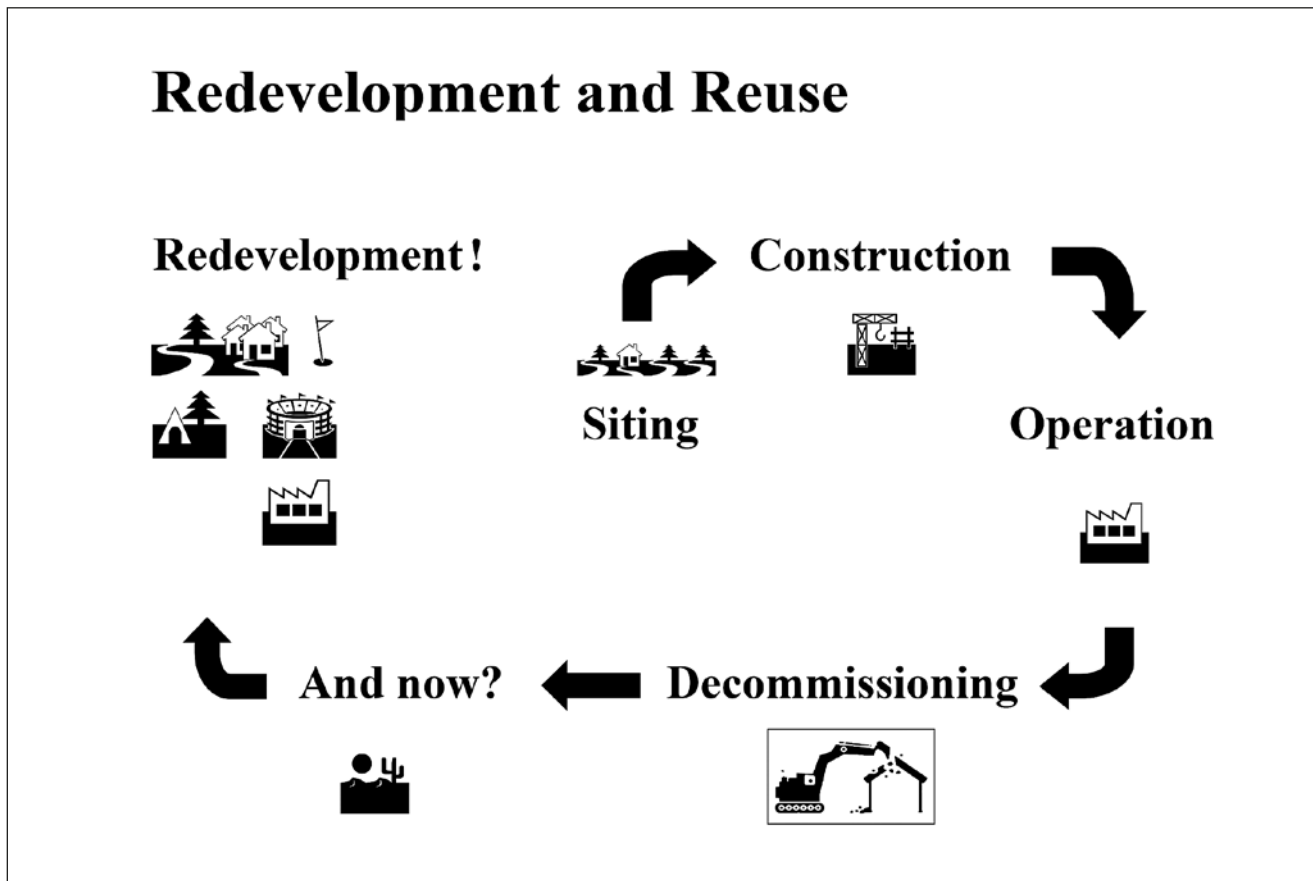 Redevelopment and Reuse
Redevelopment!
Construction
Siting
Operation
And now?
Decommissioning